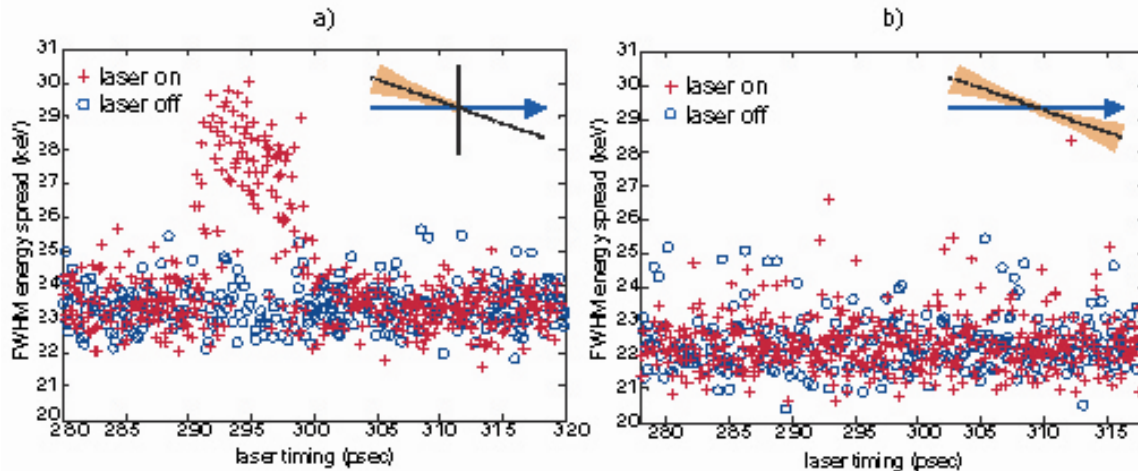 a)
31
30
29
28
27
26
25
24
23
22
21
20
FWHM energy spread (keV)
+ laser on
o laser off
280 285 290 295 300 305 310 315 320
laser timing (psec)
b)
31
30
29
28
27
26
25
24
23
22
21
20
FWHM energy spread (keV)
+ laser on
o laser off
280 285 290 295 300 305 310 315
laser timing (psec)